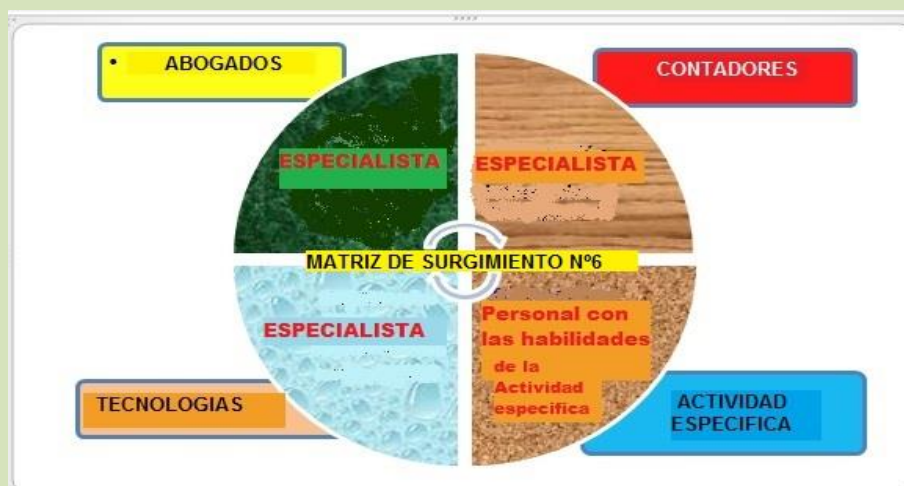 • ABOGADOS
CONTADORES
ESPECIALISTA
ESPECIALISTA
MATRIZ DE SURGIMIENTO Nº6
ESPECIALISTA
Personal con
las habilidades
de la
Actividad
especifica
TECNOLOGIAS
ACTIVIDAD
ESPECIFICA